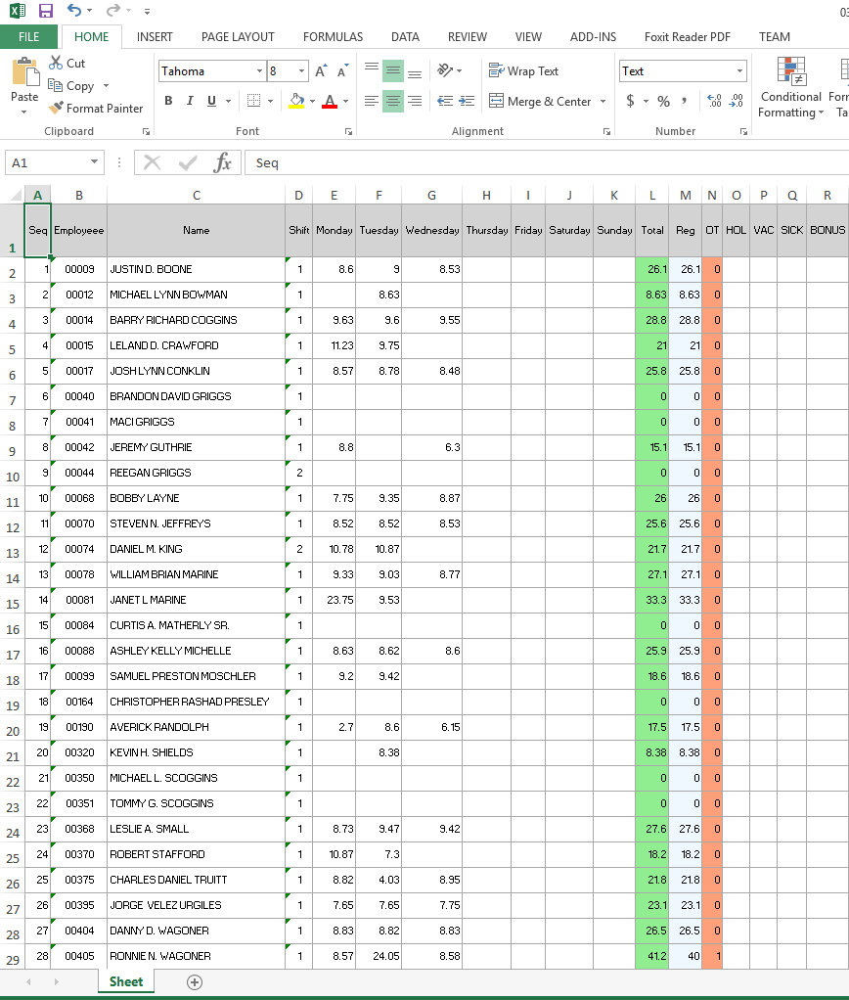 03
FILE HOME INSERT PAGE LAYOUT FORMULAS DATA REVIEW VIEW ADD-INS Foxit Reader PDF TEAM
Paste
Cut
Copy
Format Painter
Clipboard
Tahoma 8 A A
B I U A
Font
Wrap Text
Merge & Center
Alignment
Text
$ % , .0 .00 .00 .0
Number
Conditional Formatting
Forr
Ta
A1 fx Seq
A B C D E F G H I J K L M N O P Q R
1 Seq Employeee Name Shift Monday Tuesday Wednesday Thursday Friday Saturday Sunday Total Reg OT HOL VAC SICK BONUS
2 1 00009 JUSTIN D. BOONE 1 8.6 9 8.53 26.1 26.1 0
3 2 00012 MICHAEL LYNN BOWMAN 1 8.63 8.63 8.63 0
4 3 00014 BARRY RICHARD COGGINS 1 9.63 9.6 9.55 28.8 28.8 0
5 4 00015 LELAND D. CRAWFORD 1 11.23 9.75 21 21 0
6 5 00017 JOSH LYNN CONKLIN 1 8.57 8.78 8.48 25.8 25.8 0
7 6 00040 BRANDON DAVID GRIGGS 1 0 0 0
8 7 00041 MACI GRIGGS 1 0 0 0
9 8 00042 JEREMY GUTHRIE 1 8.8 6.3 15.1 15.1 0
10 9 00044 REEGAN GRIGGS 2 0 0 0
11 10 00068 BOBBY LAYNE 1 7.75 9.35 8.87 26 26 0
12 11 00070 STEVEN N. JEFFREYS 1 8.52 8.52 8.53 25.6 25.6 0
13 12 00074 DANIEL M. KING 2 10.78 10.87 21.7 21.7 0
14 13 00078 WILLIAM BRIAN MARINE 1 9.33 9.03 8.77 27.1 27.1 0
15 14 00081 JANET L MARINE 1 23.75 9.53 33.3 33.3 0
16 15 00084 CURTIS A. MATHERLY SR. 1 0 0 0
17 16 00088 ASHLEY KELLY MICHELLE 1 8.63 8.62 8.6 25.9 25.9 0
18 17 00099 SAMUEL PRESTON MOSCHLER 1 9.2 9.42 18.6 18.6 0
19 18 00164 CHRISTOPHER RASHAD PRESLEY 1 0 0 0
20 19 00190 AVERICK RANDOLPH 1 2.7 8.6 6.15 17.5 17.5 0
21 20 00320 KEVIN H. SHIELDS 1 8.38 8.38 8.38 0
22 21 00350 MICHAEL L. SCOGGINS 1 0 0 0
23 22 00351 TOMMY G. SCOGGINS 1 0 0 0
24 23 00368 LESLIE A. SMALL 1 8.73 9.47 9.42 27.6 27.6 0
25 24 00370 ROBERT STAFFORD 1 10.87 7.3 18.2 18.2 0
26 25 00375 CHARLES DANIEL TRUITT 1 8.82 4.03 8.95 21.8 21.8 0
27 26 00395 JORGE VELEZ URGILES 1 7.65 7.65 7.75 23.1 23.1 0
28 27 00404 DANNY D. WAGONER 1 8.83 8.82 8.83 26.5 26.5 0
29 28 00405 RONNIE N. WAGONER 1 8.57 24.05 8.58 41.2 40 1
Sheet